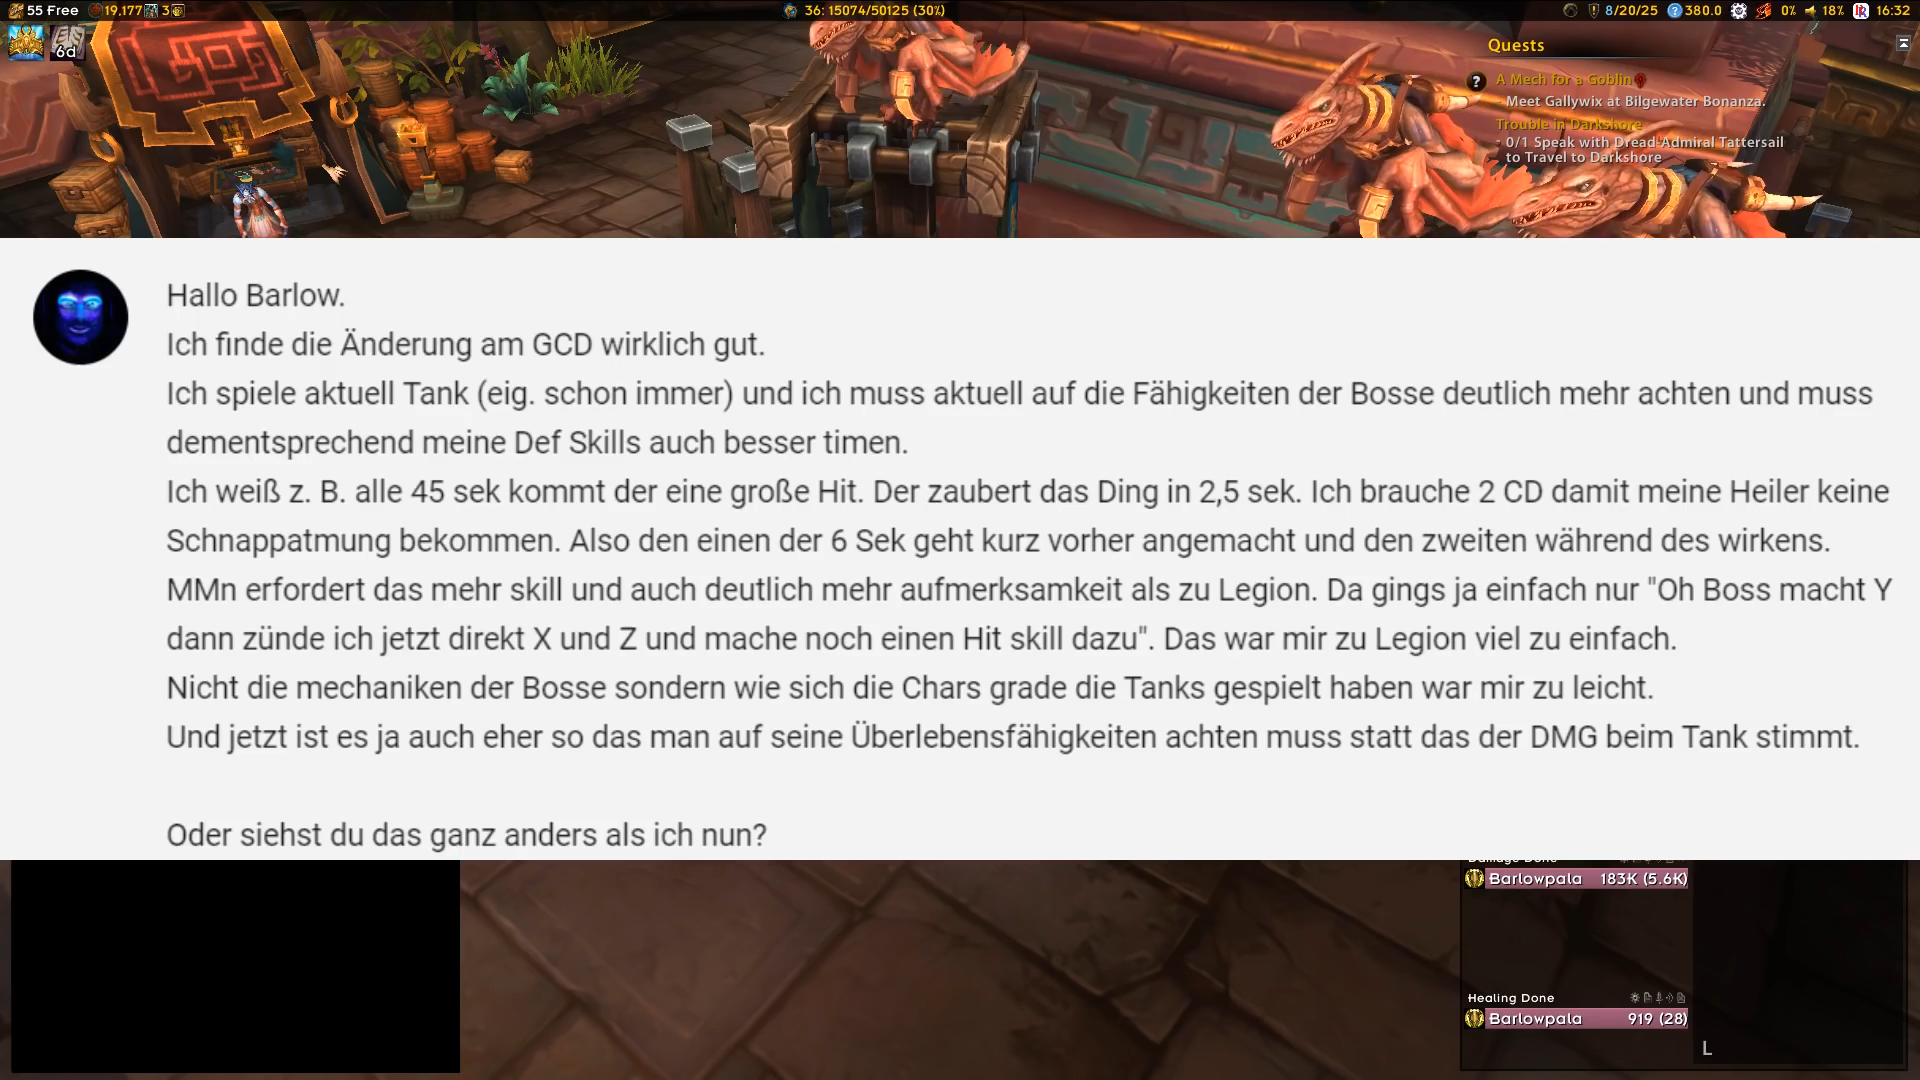 55 Free 19,177 3 36: 15074/50125 (30%) 8/20/25 380.0 0% 18% 16:32
6d
Quests
A Mech for a Goblin
Meet Gallywix at Bilgewater Bonanza.
Trouble in Darkshore
- 0/1 Speak with Dread-Admiral Tattersail
to Travel to Darkshore
Hallo Barlow.
Ich finde die Änderung am GCD wirklich gut.
Ich spiele aktuell Tank (eig. schon immer) und ich muss aktuell auf die Fähigkeiten der Bosse deutlich mehr achten und muss
dementsprechend meine Def Skills auch besser timen.
Ich weiß z. B. alle 45 sek kommt der eine große Hit. Der zaubert das Ding in 2,5 sek. Ich brauche 2 CD damit meine Heiler keine
Schnappatmung bekommen. Also den einen der 6 Sek geht kurz vorher angemacht und den zweiten während des wirkens.
MMn erfordert das mehr skill und auch deutlich mehr aufmerksamkeit als zu Legion. Da gings ja einfach nur "Oh Boss macht Y
dann zünde ich jetzt direkt X und Z und mache noch einen Hit skill dazu". Das war mir zu Legion viel zu einfach.
Nicht die mechaniken der Bosse sondern wie sich die Chars grade die Tanks gespielt haben war mir zu leicht.
Und jetzt ist es ja auch eher so das man auf seine Überlebensfähigkeiten achten muss statt das der DMG beim Tank stimmt.
Oder siehst du das ganz anders als ich nun?
Damage Done
Barlowpala 183K (5.6K)
Healing Done
Barlowpala 919 (28)
L